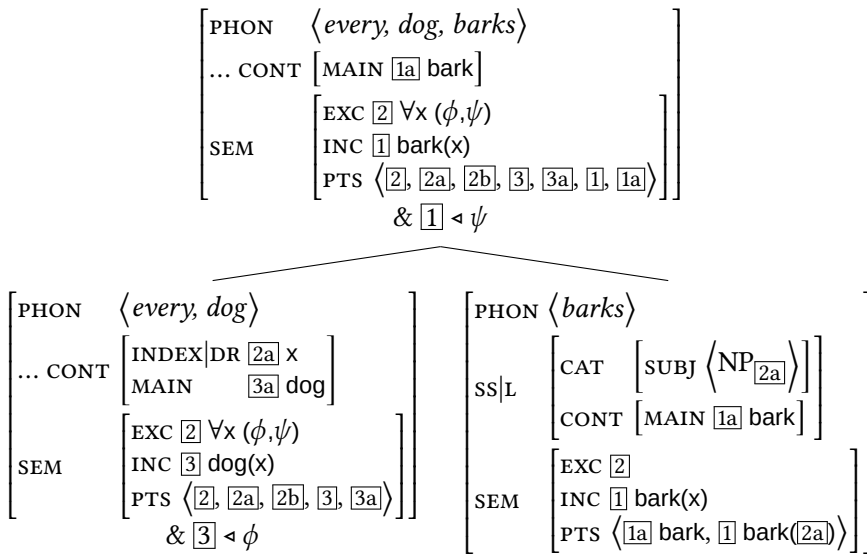 PHON ⟨every, dog, barks⟩
... CONT [MAIN 1a bark]
SEM
EXC 2 ∀x (ϕ,ψ)
INC 1 bark(x)
PTS ⟨2, 2a, 2b, 3, 3a, 1, 1a⟩
& 1 ◂ ψ
PHON ⟨every, dog⟩
... CONT
INDEX|DR 2a x
MAIN 3a dog
SEM
EXC 2 ∀x (ϕ,ψ)
INC 3 dog(x)
PTS ⟨2, 2a, 2b, 3, 3a⟩
& 3 ◂ ϕ
PHON ⟨barks⟩
SS|L
CAT [SUBJ ⟨NP2a⟩]
CONT [MAIN 1a bark]
SEM
EXC 2
INC 1 bark(x)
PTS ⟨1a bark, 1 bark(2a)⟩